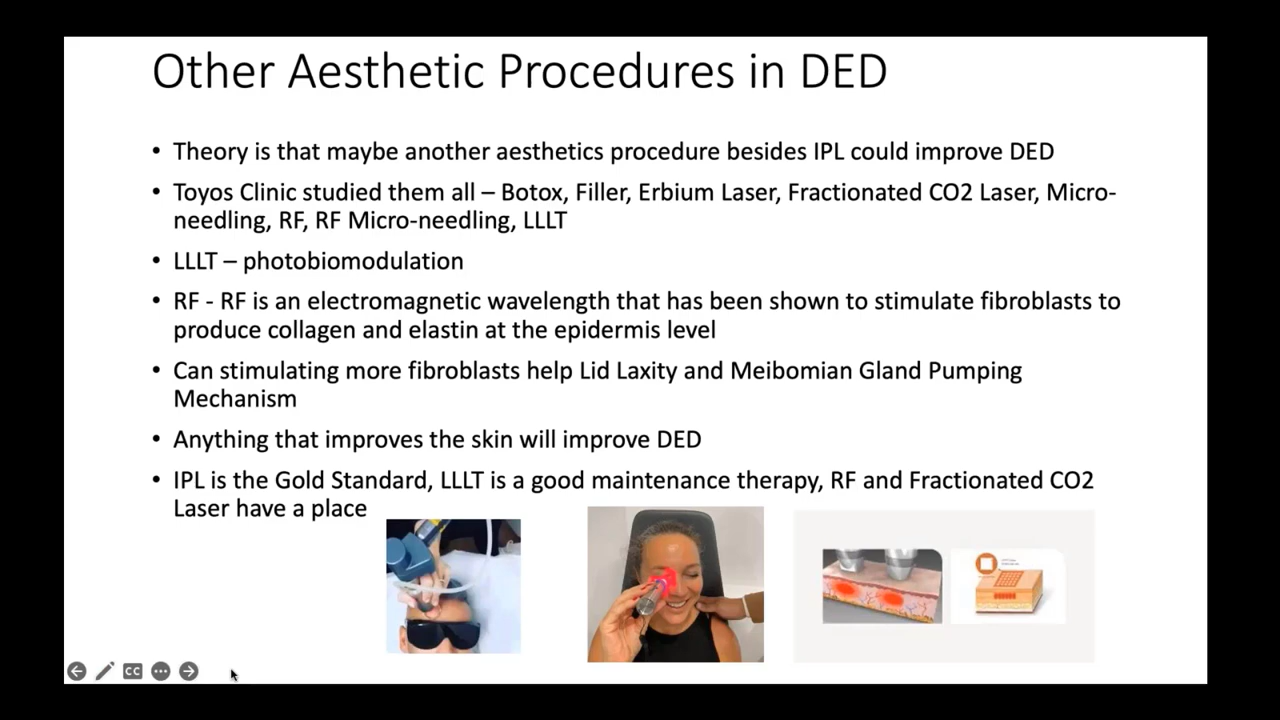 Other Aesthetic Procedures in DED
• Theory is that maybe another aesthetics procedure besides IPL could improve DED
• Toyos Clinic studied them all – Botox, Filler, Erbium Laser, Fractionated CO2 Laser, Micro-
needling, RF, RF Micro-needling, LLLT
• LLLT – photobiomodulation
• RF - RF is an electromagnetic wavelength that has been shown to stimulate fibroblasts to
produce collagen and elastin at the epidermis level
• Can stimulating more fibroblasts help Lid Laxity and Meibomian Gland Pumping
Mechanism
• Anything that improves the skin will improve DED
• IPL is the Gold Standard, LLLT is a good maintenance therapy, RF and Fractionated CO2
Laser have a place
CC